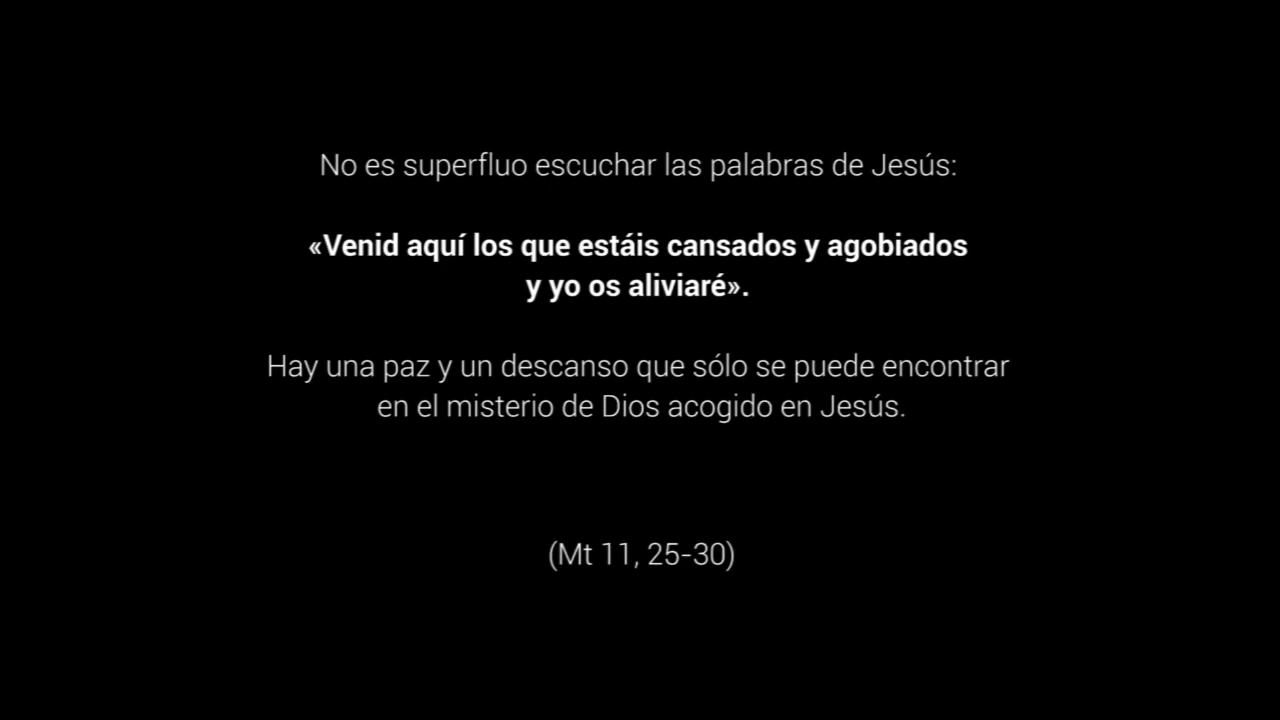 No es superfluo escuchar las palabras de Jesús:
«Venid aquí los que estáis cansados y agobiados
y yo os aliviaré».
Hay una paz y un descanso que sólo se puede encontrar
en el misterio de Dios acogido en Jesús.
(Mt 11, 25-30)